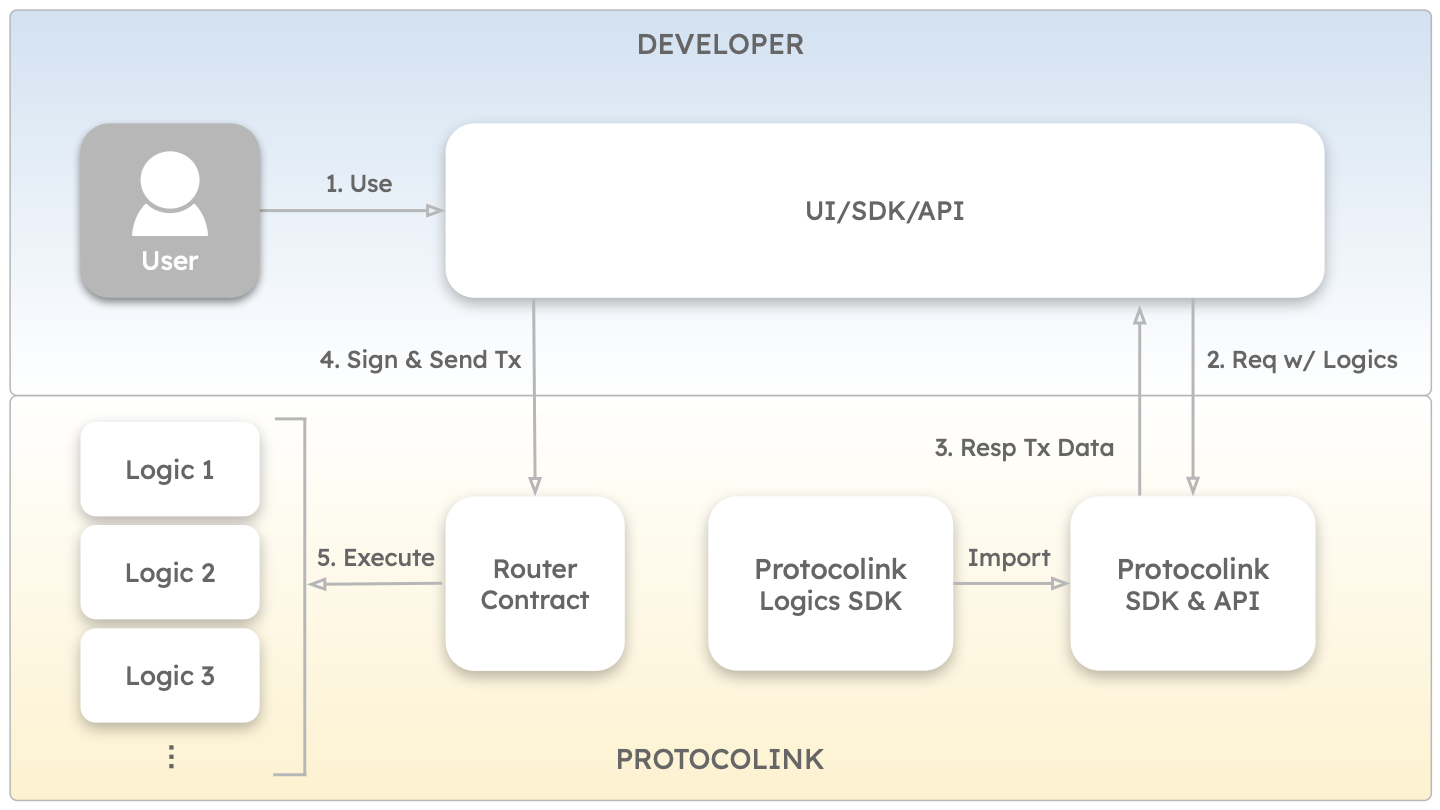 DEVELOPER
1. Use
User
UI/SDK/API
4. Sign & Send Tx
2. Req w/ Logics
3. Resp Tx Data
Logic 1
Logic 2
Logic 3
5. Execute
Router
Contract
Protocolink
Logics SDK
Import
Protocolink
SDK & API
PROTOCOLINK